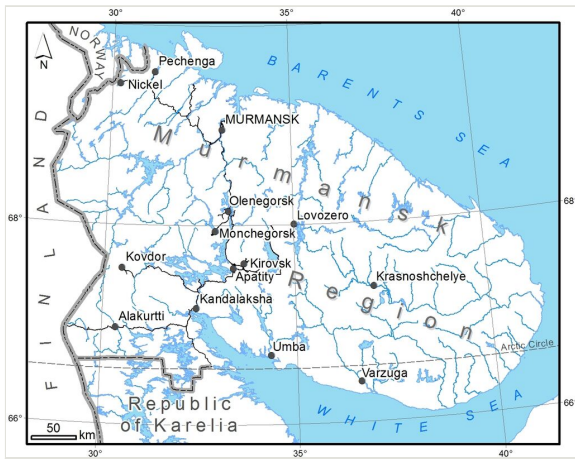 30°
35°
40°
NORWAY
Pechenga
Nickel
BARENTS SEA
MURMANSK
Murmansk
Region
FINLAND
N
Olenegorsk
Lovozero
68°
68°
Monchegorsk
Kovdor
Kirovsk
Apatity
Krasnoshchelye
Kandalaksha
Alakurtti
Umba
Arctic Circle
Varzuga
Republic
of Karelia
WHITE SEA
66°
66°
50
km
30°
35°
40°